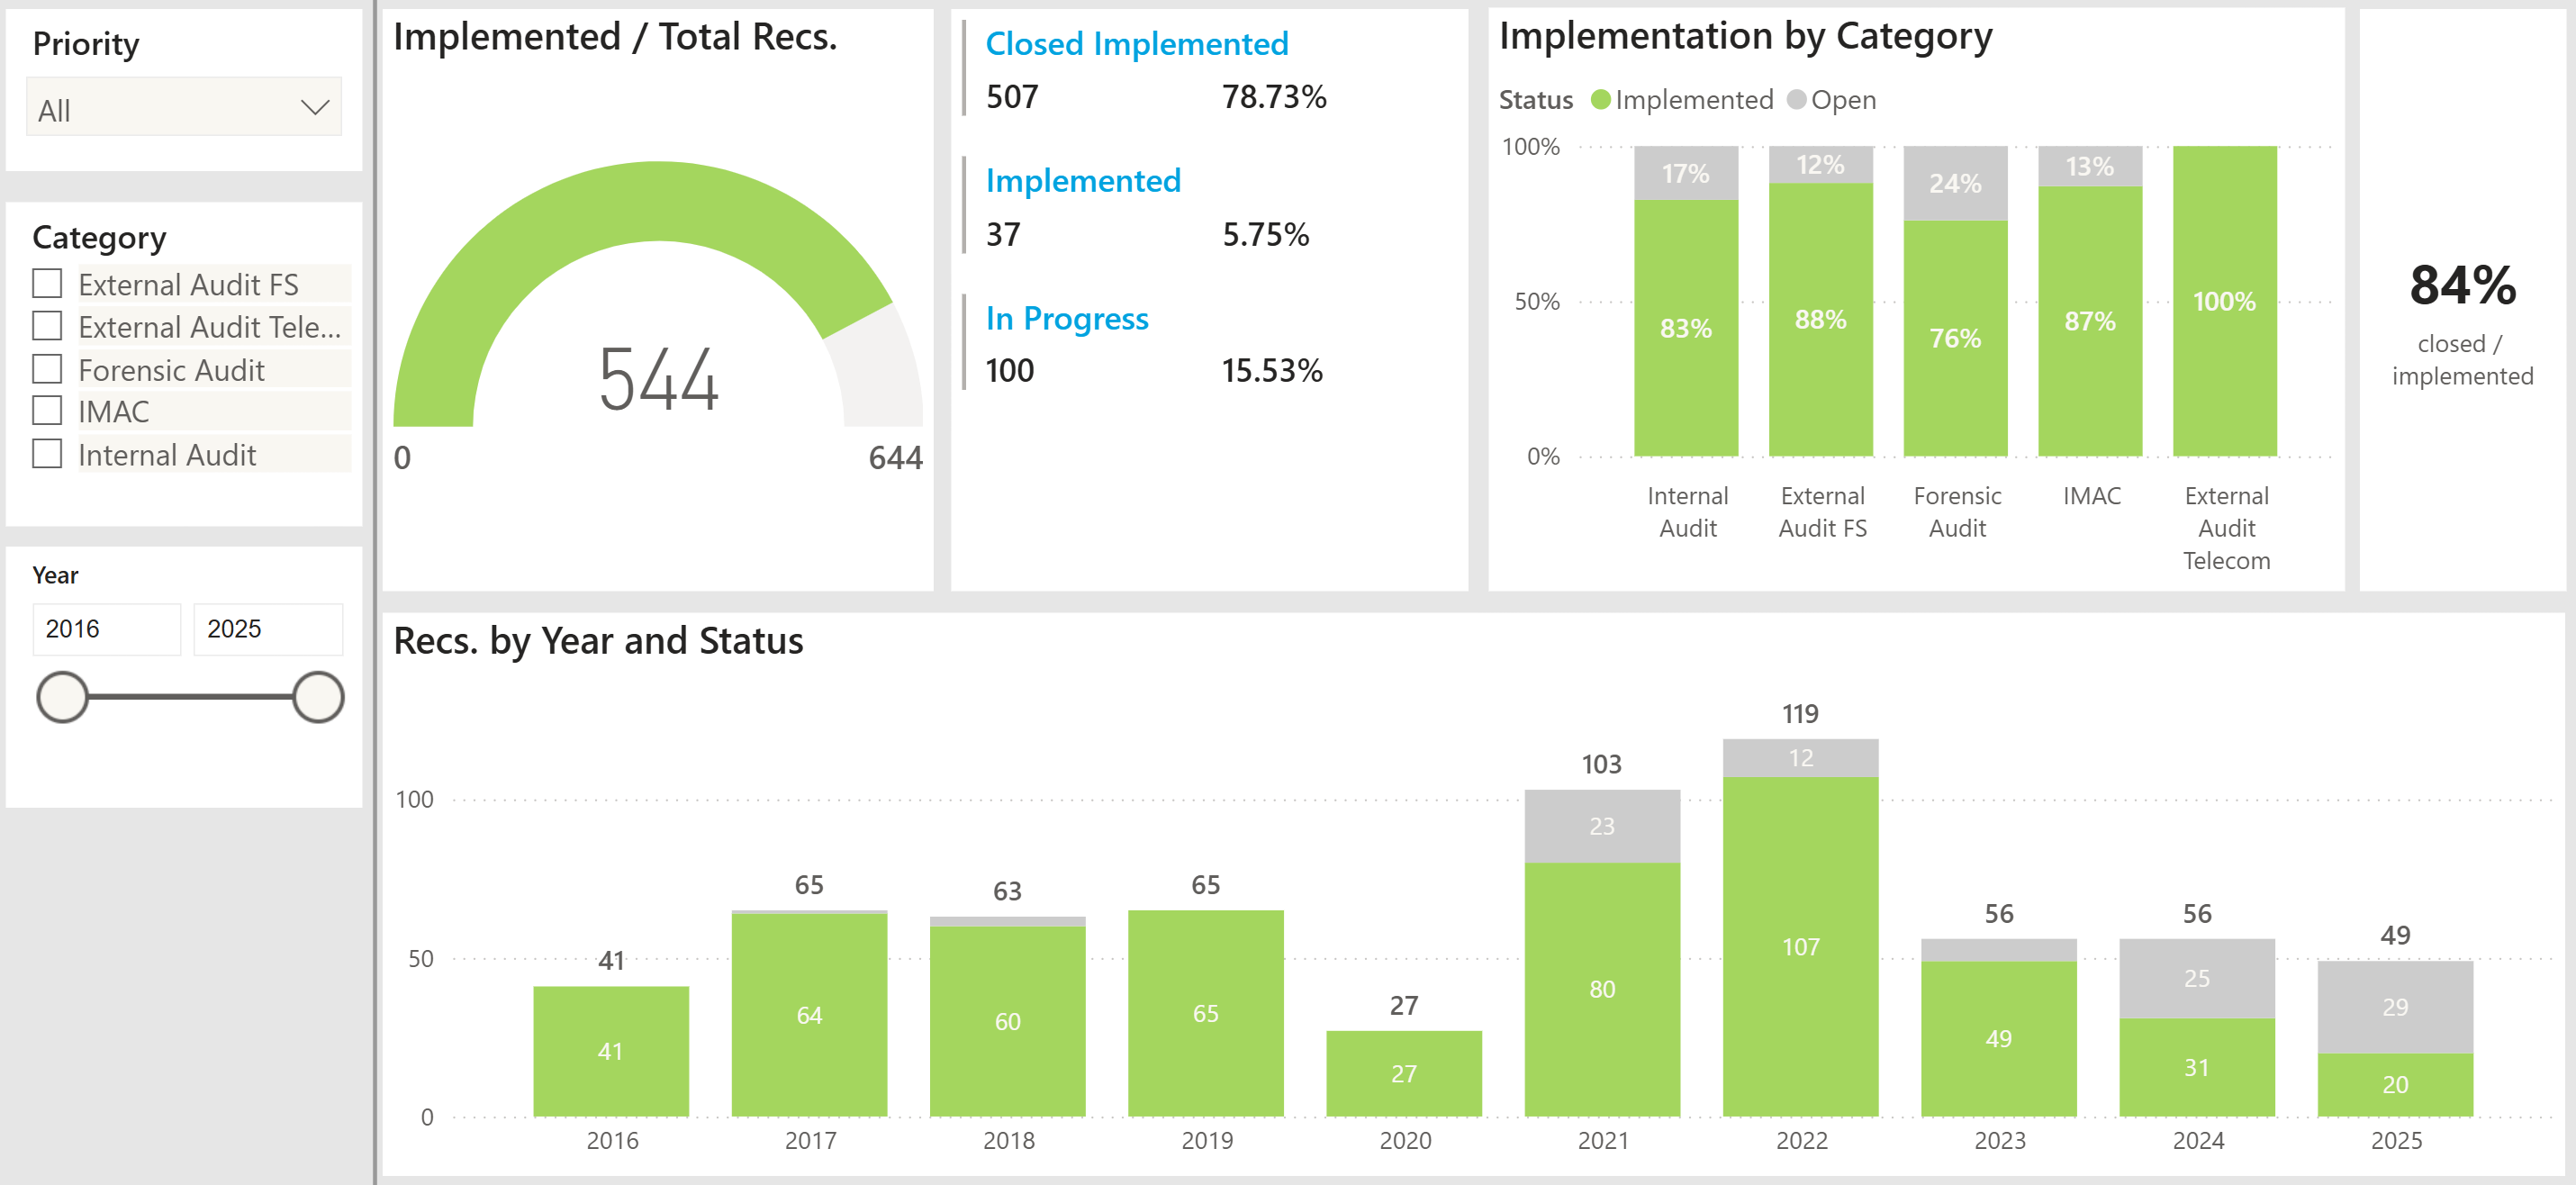 Priority
All
Category
External Audit FS
External Audit Tele...
Forensic Audit
IMAC
Internal Audit
Year
2016 2025
Implemented / Total Recs.
544
0 644
Closed Implemented
507 78.73%
Implemented
37 5.75%
In Progress
100 15.53%
Implementation by Category
Status Implemented Open
100%
50%
0%
17% 12% 24% 13%
83% 88% 76% 87% 100%
Internal Audit
External Audit FS
Forensic Audit
IMAC
External Audit Telecom
84%
closed /
implemented
Recs. by Year and Status
100
50
0
41 65 63 65 27 103 119 56 56 49
23 12 25 29
41 64 60 65 27 80 107 49 31 20
2016 2017 2018 2019 2020 2021 2022 2023 2024 2025